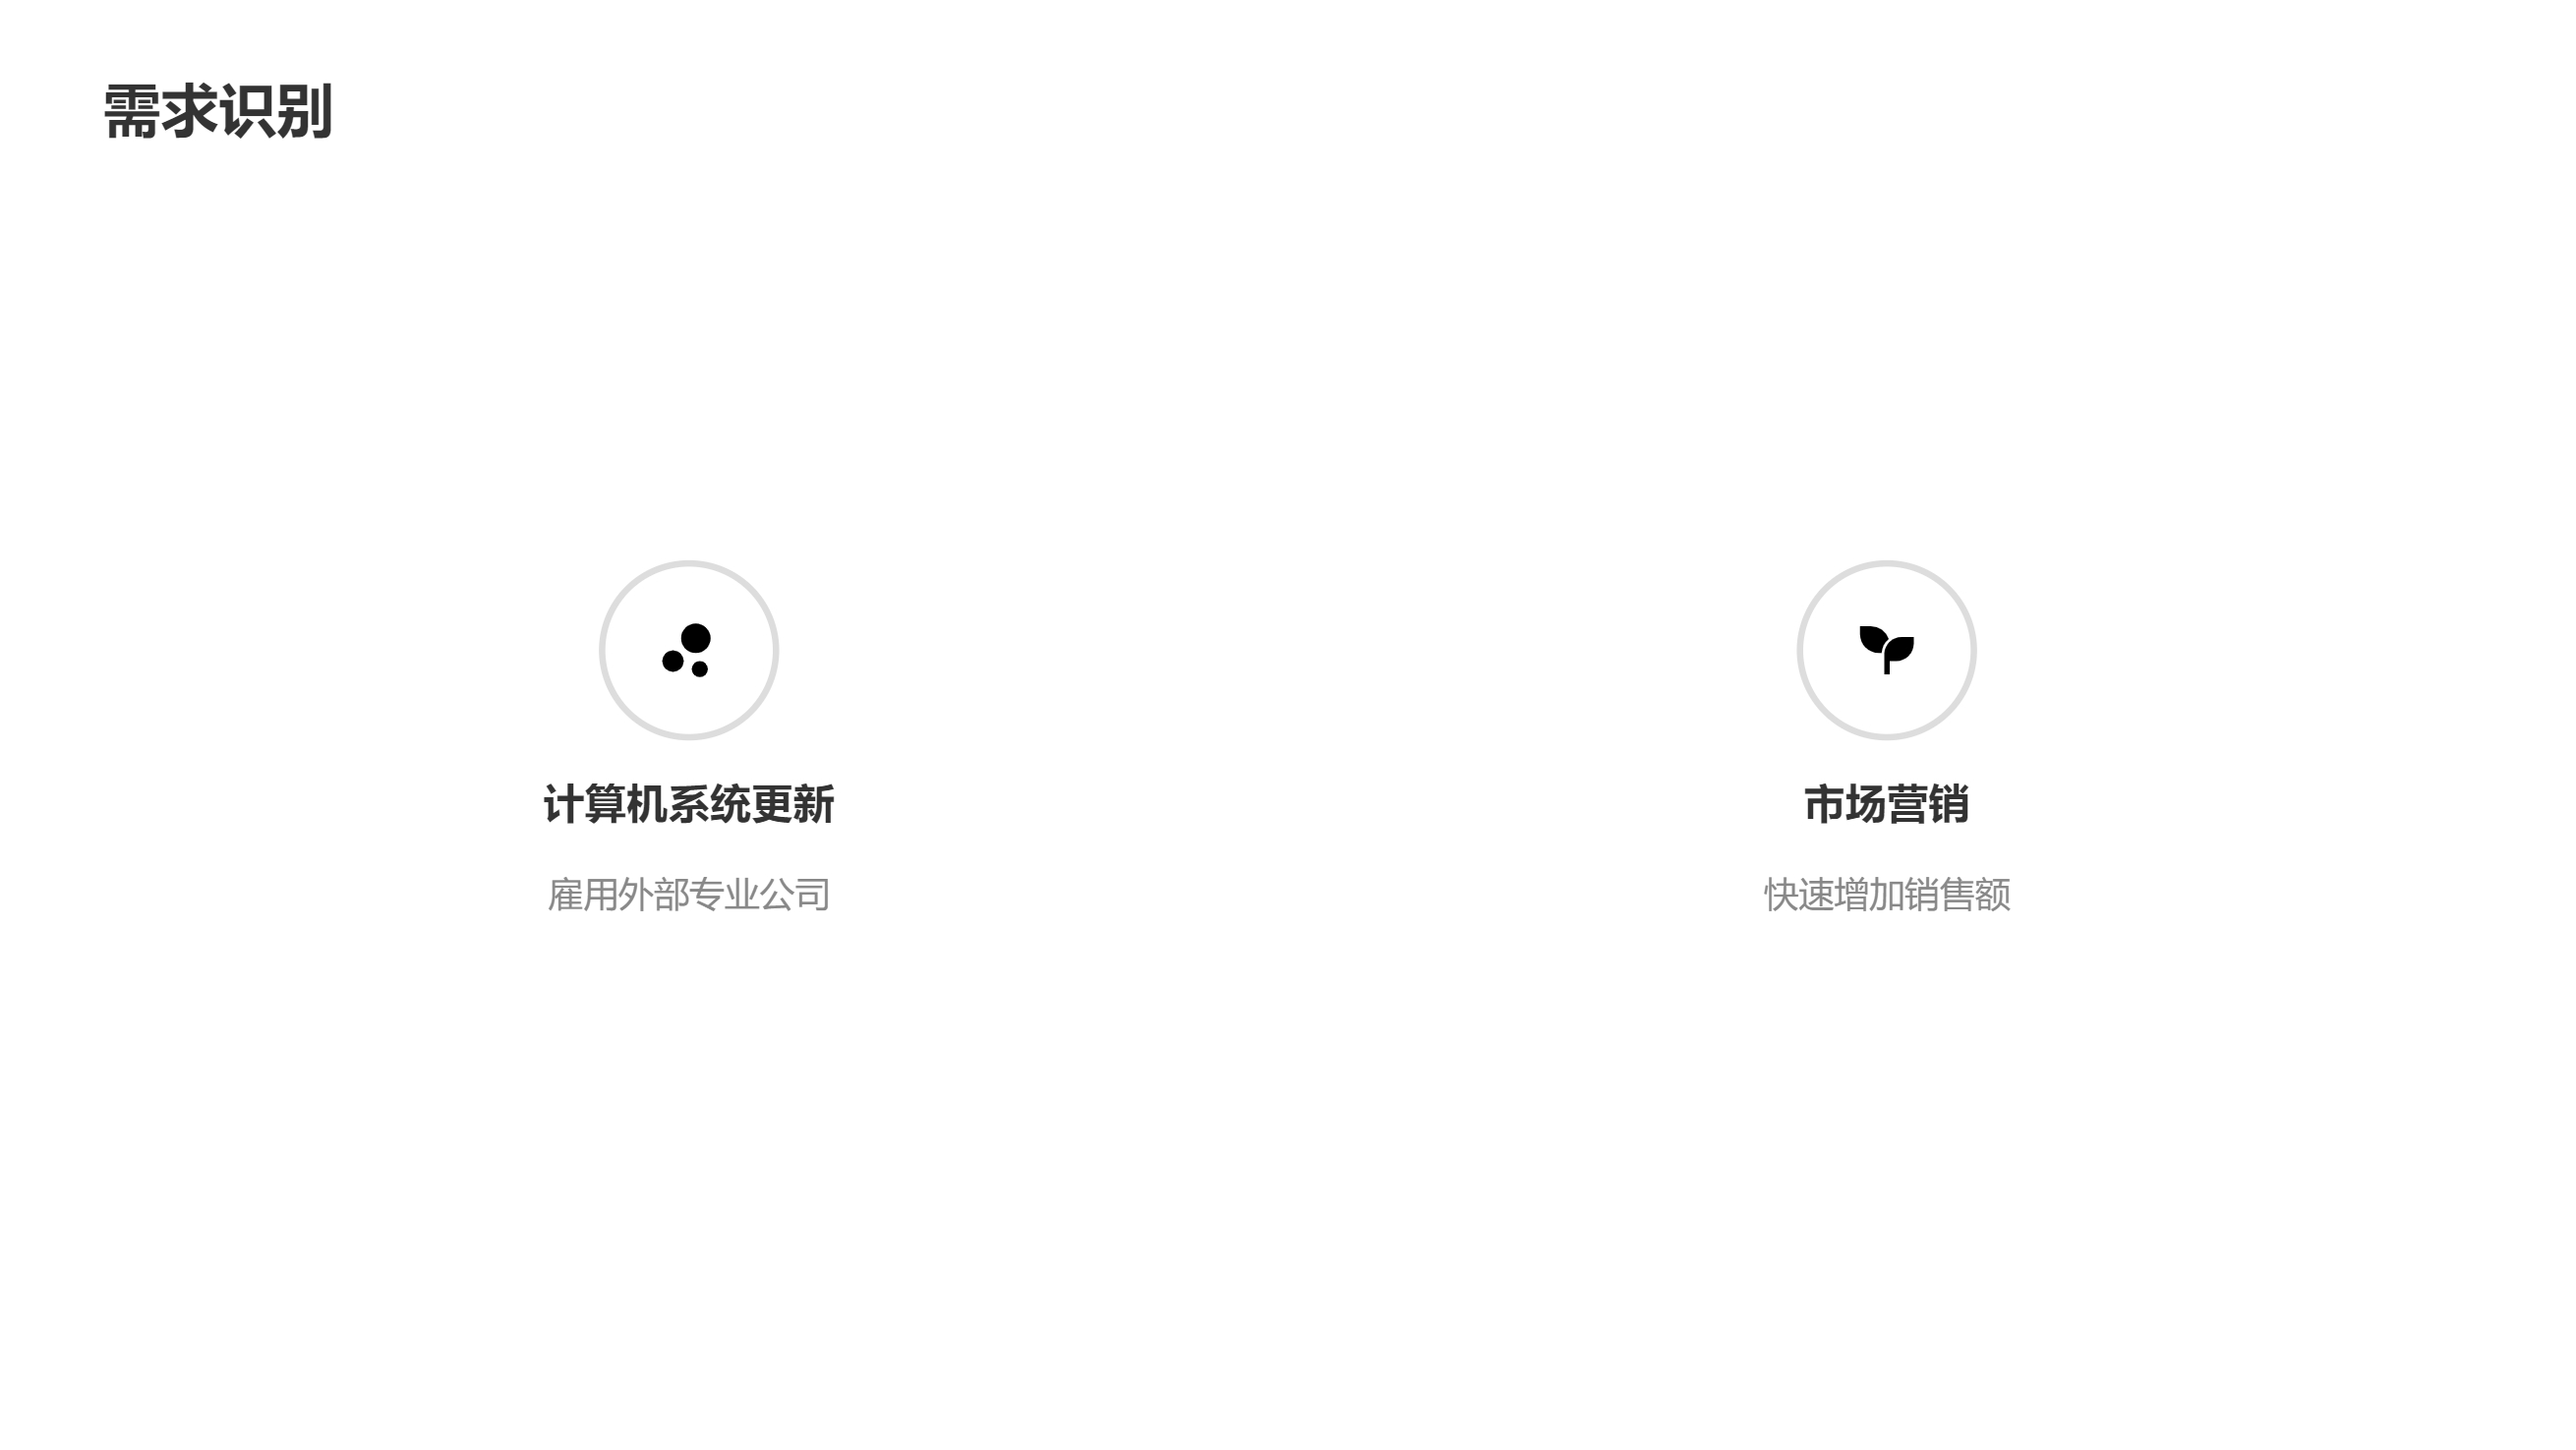 需求识别
计算机系统更新
雇用外部专业公司
市场营销
快速增加销售额